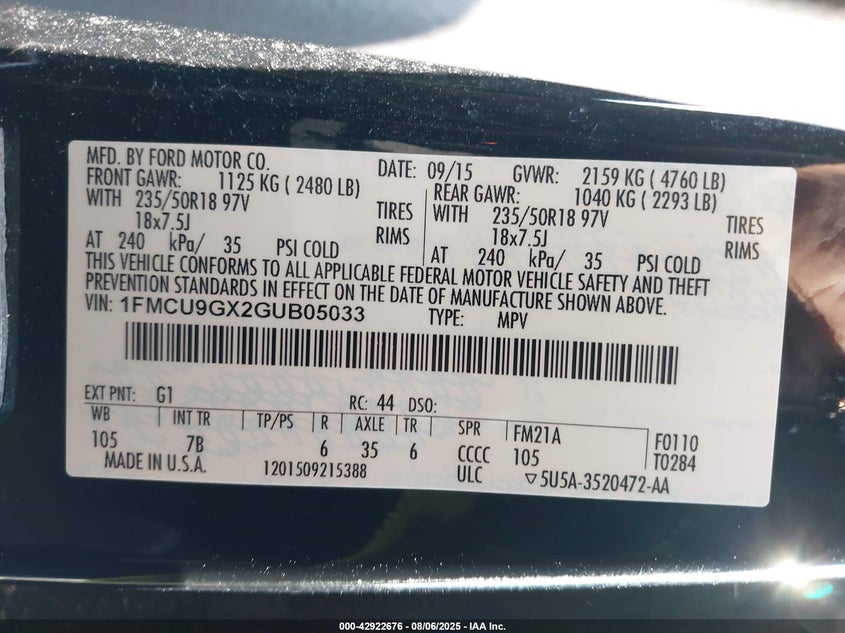 MFD. BY FORD MOTOR CO. DATE: 09/15 GVWR: 2159 KG ( 4760 LB)
FRONT GAWR: 1125 KG ( 2480 LB) REAR GAWR: 1040 KG ( 2293 LB)
WITH 235/50R18 97V TIRES WITH 235/50R18 97V TIRES
18x7.5J RIMS 18x7.5J RIMS
AT 240 kPa/ 35 PSI COLD AT 240 kPa/ 35 PSI COLD
THIS VEHICLE CONFORMS TO ALL APPLICABLE FEDERAL MOTOR VEHICLE SAFETY AND THEFT
PREVENTION STANDARDS IN EFFECT ON THE DATE OF MANUFACTURE SHOWN ABOVE.
VIN: 1FMCU9GX2GUB05033 TYPE: MPV
EXT PNT: G1 RC: 44 DSO:
WB INT TR TP/PS R AXLE TR SPR FM21A F0110
105 7B 6 35 6 CCCC 105 T0284
MADE IN U.S.A. 1201509215388 ULC ▽5U5A-3520472-AA
000-42922676 - 08/06/2025 - IAA Inc.